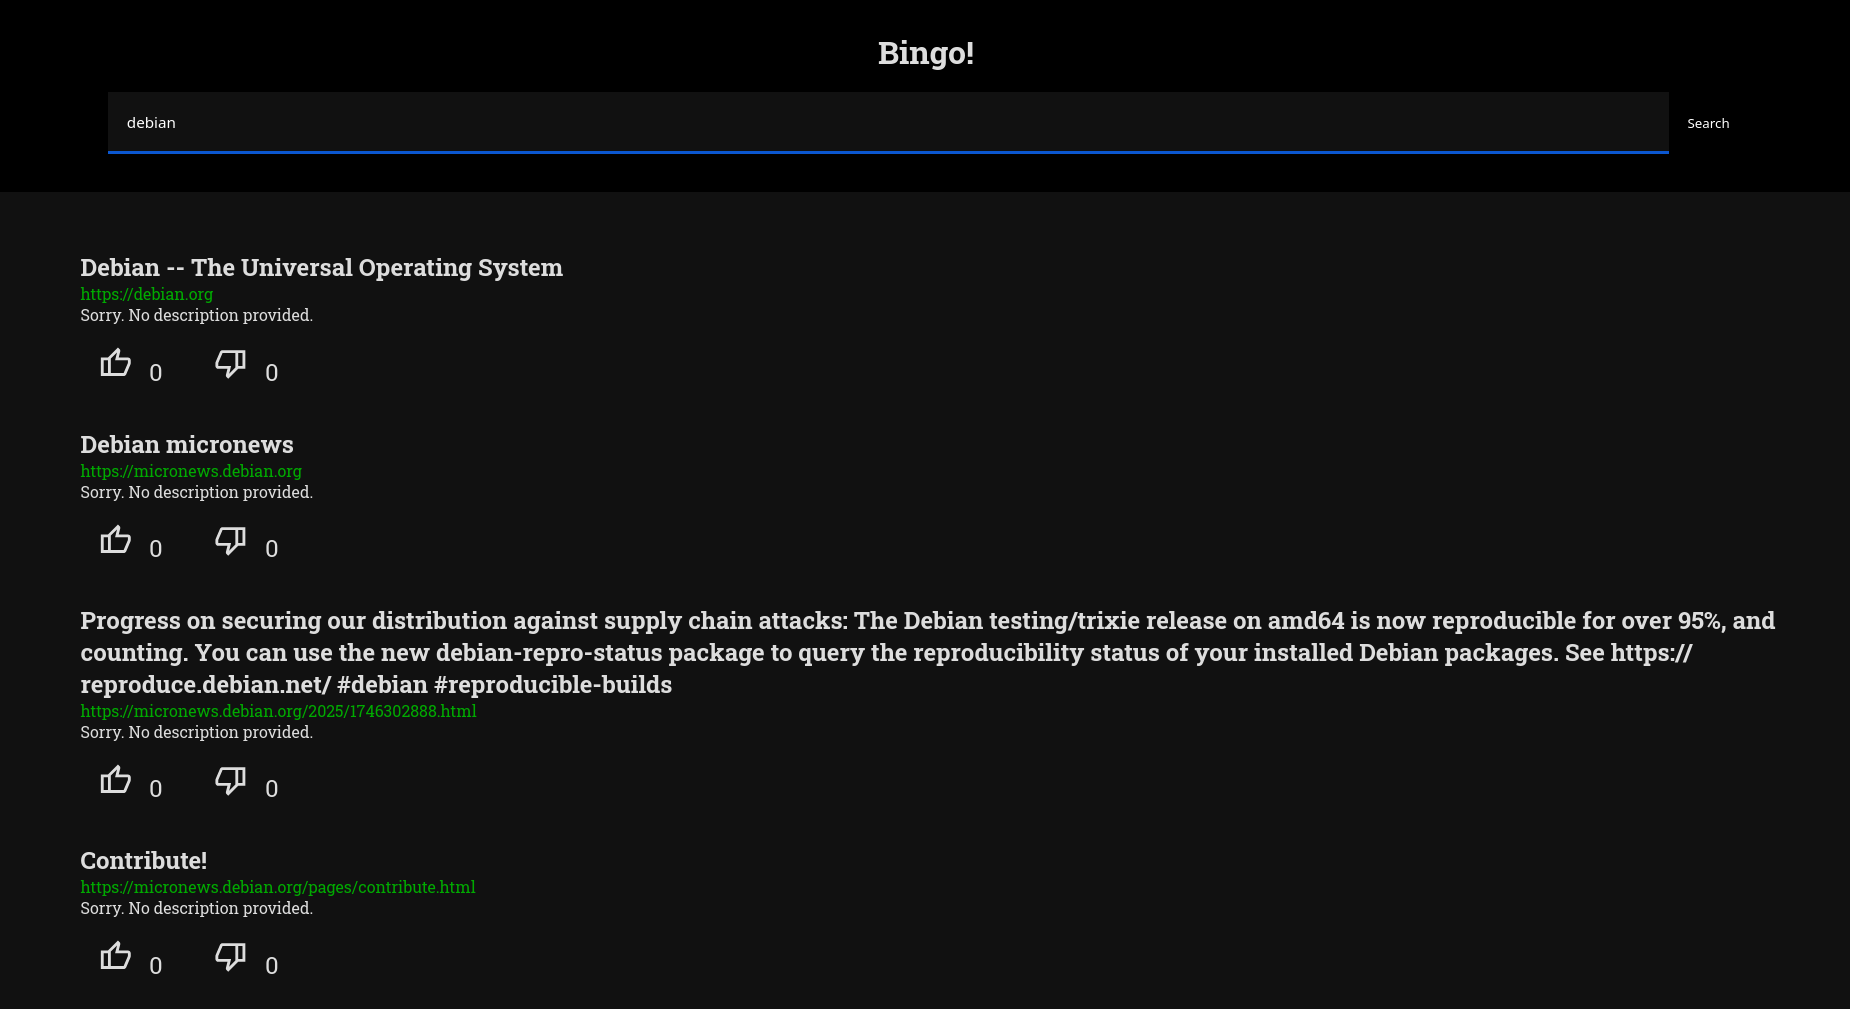 Bingo!
debian
Search
Debian -- The Universal Operating System
https://debian.org
Sorry. No description provided.
0 0
Debian micronews
https://micronews.debian.org
Sorry. No description provided.
0 0
Progress on securing our distribution against supply chain attacks: The Debian testing/trixie release on amd64 is now reproducible for over 95%, and
counting. You can use the new debian-repro-status package to query the reproducibility status of your installed Debian packages. See https://
reproduce.debian.net/ #debian #reproducible-builds
https://micronews.debian.org/2025/1746302888.html
Sorry. No description provided.
0 0
Contribute!
https://micronews.debian.org/pages/contribute.html
Sorry. No description provided.
0 0